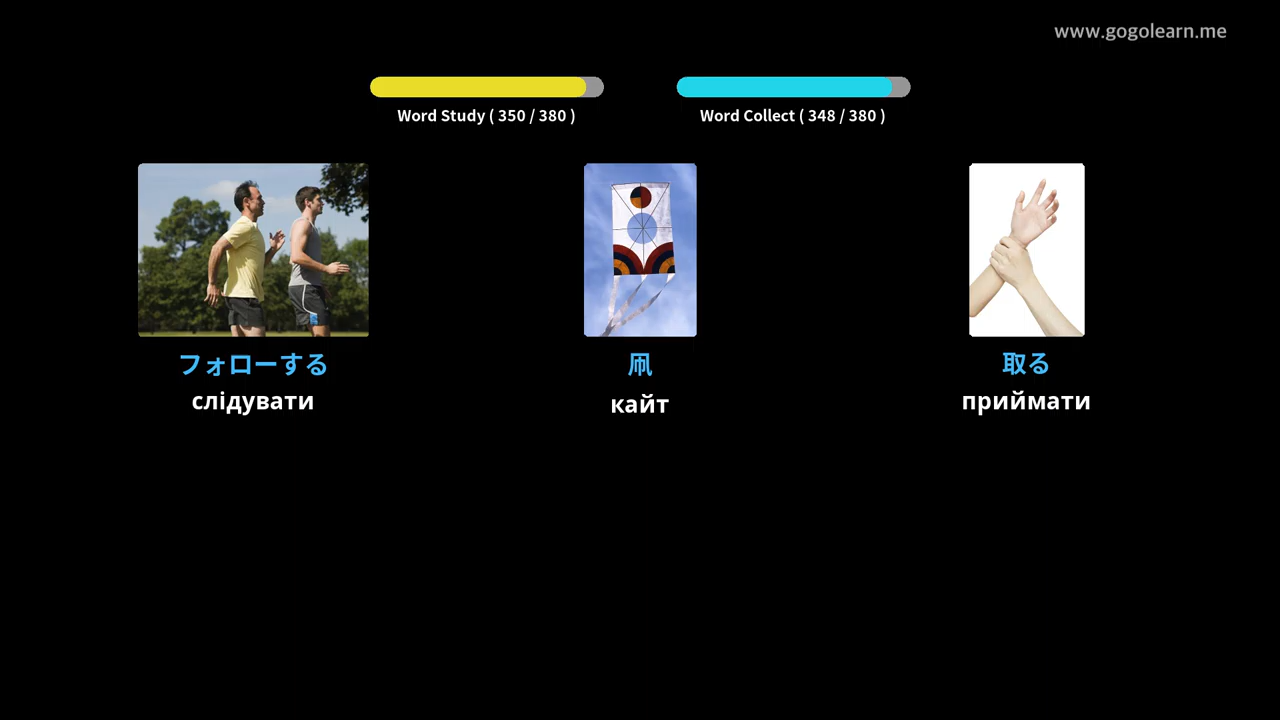 www.gogolearn.me
Word Study ( 350 / 380 )
Word Collect ( 348 / 380 )
フォローする
凧
取る
слідувати
кайт
приймати